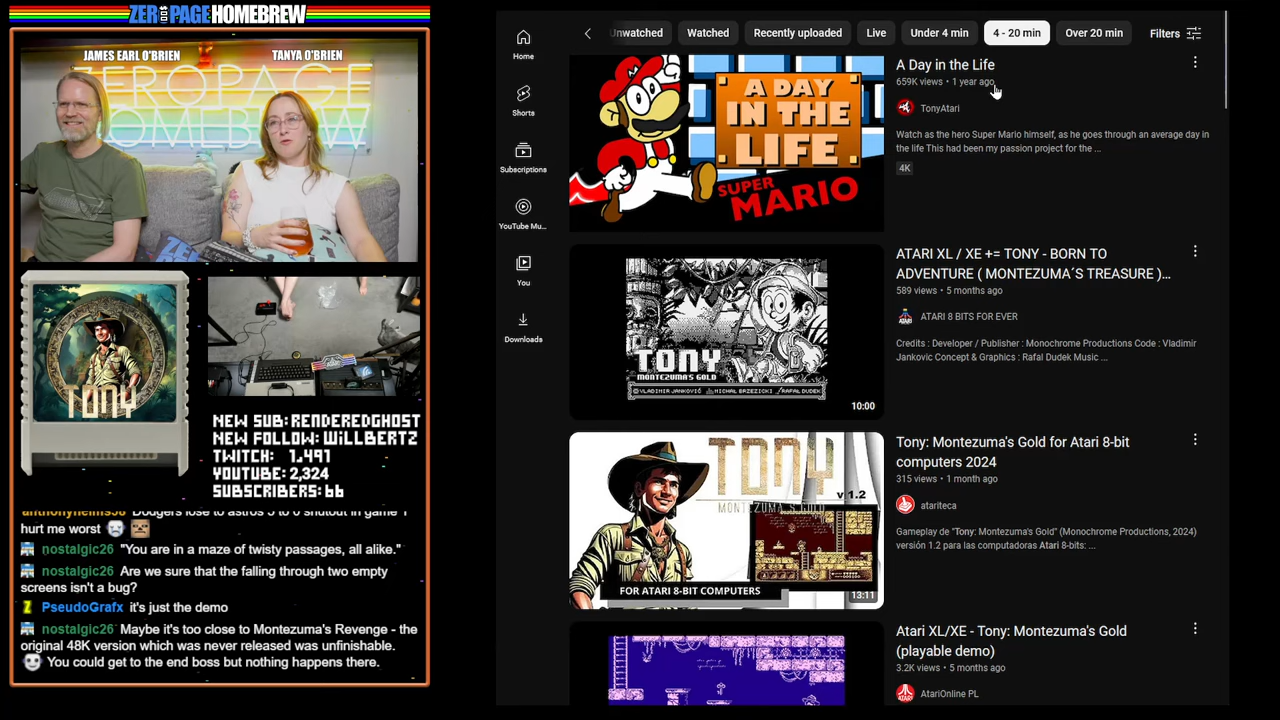 ZEROPAGE HOMEBREW
JAMES EARL O'BRIEN
TANYA O'BRIEN
ZEROPAGE
HOMEBREW
TONY
NEW SUB: RENDEREDGHOST
NEW FOLLOW: WILLBERTZ
TWITCH: 1,491
YOUTUBE: 2,324
SUBSCRIBERS: 66
anthonyhelms58 Dodgers lose to astros 5 to 0 shutout in game 1
hurt me worst
nostalgic26 "You are in a maze of twisty passages, all alike."
nostalgic26 Are we sure that the falling through two empty
screens isn't a bug?
PseudoGrafx it's just the demo
nostalgic26 Maybe it's too close to Montezuma's Revenge - the
original 48K version which was never released was unfinishable.
You could get to the end boss but nothing happens there.
Home
Shorts
Subscriptions
YouTube Mu...
You
Downloads
Unwatched
Watched
Recently uploaded
Live
Under 4 min
4 - 20 min
Over 20 min
Filters
A DAY
IN THE
LIFE
SUPER
MARIO
A Day in the Life
659K views • 1 year ago
TonyAtari
Watch as the hero Super Mario himself, as he goes through an average day in
the life This had been my passion project for the ...
4K
TONY
MONTEZUMA'S GOLD
©VLADIMIR JANKOVIĆ
MICHAŁ BRZEZICKI
RAFAŁ DUDEK
10:00
ATARI XL / XE += TONY - BORN TO
ADVENTURE ( MONTEZUMA´S TREASURE )...
589 views • 5 months ago
ATARI 8 BITS FOR EVER
Credits : Developer / Publisher : Monochrome Productions Code : Vladimir
Jankovic Concept & Graphics : Rafal Dudek Music ...
TONY
v 1.2
MONTEZUMA'S GOLD
FOR ATARI 8-BIT COMPUTERS
13:11
Tony: Montezuma's Gold for Atari 8-bit
computers 2024
315 views • 1 month ago
atariteca
Gameplay de "Tony: Montezuma's Gold" (Monochrome Productions, 2024)
versión 1.2 para las computadoras Atari 8-bits: ...
Atari XL/XE - Tony: Montezuma's Gold
(playable demo)
3.2K views • 5 months ago
AtariOnline PL